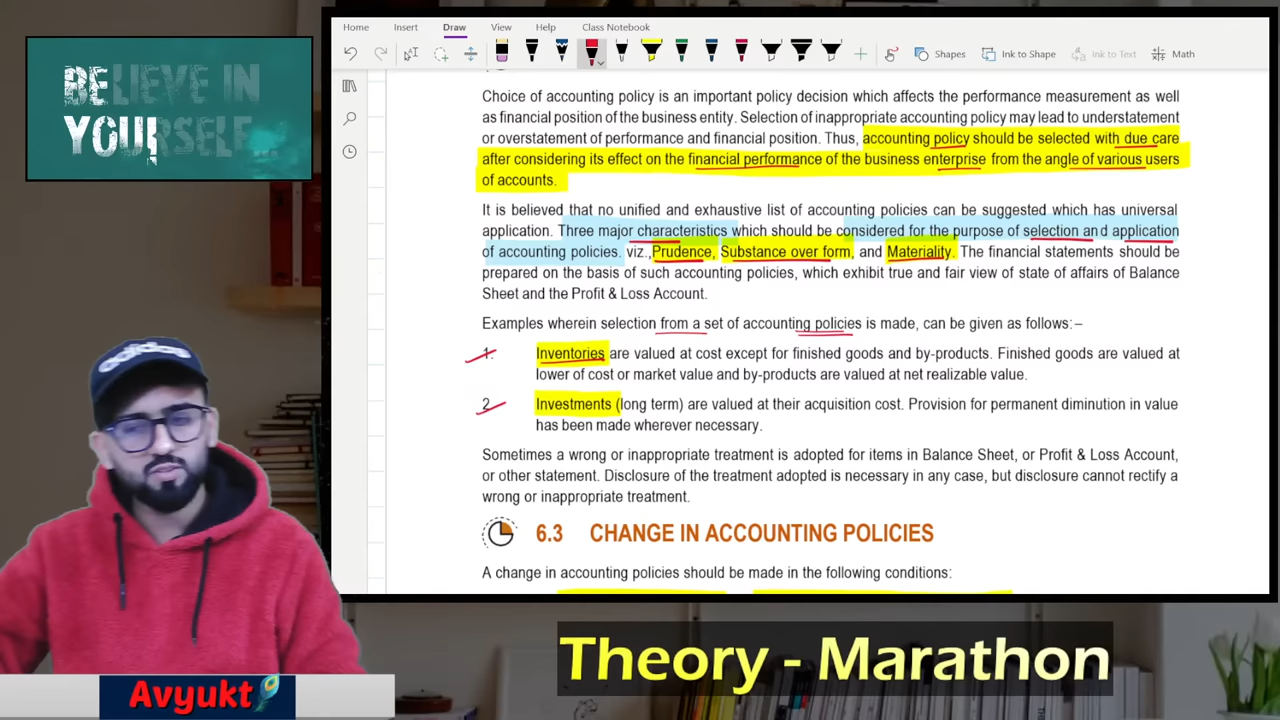 Home Insert Draw View Help Class Notebook
Shapes Ink to Shape Ink to Text Math
BELIEVE IN
YOURSELF...
Choice of accounting policy is an important policy decision which affects the performance measurement as well
as financial position of the business entity. Selection of inappropriate accounting policy may lead to understatement
or overstatement of performance and financial position. Thus, accounting policy should be selected with due care
after considering its effect on the financial performance of the business enterprise from the angle of various users
of accounts.
It is believed that no unified and exhaustive list of accounting policies can be suggested which has universal
application. Three major characteristics which should be considered for the purpose of selection and application
of accounting policies. viz., Prudence, Substance over form, and Materiality. The financial statements should be
prepared on the basis of such accounting policies, which exhibit true and fair view of state of affairs of Balance
Sheet and the Profit & Loss Account.
Examples wherein selection from a set of accounting policies is made, can be given as follows:–
1. Inventories are valued at cost except for finished goods and by-products. Finished goods are valued at
lower of cost or market value and by-products are valued at net realizable value.
2. Investments (long term) are valued at their acquisition cost. Provision for permanent diminution in value
has been made wherever necessary.
Sometimes a wrong or inappropriate treatment is adopted for items in Balance Sheet, or Profit & Loss Account,
or other statement. Disclosure of the treatment adopted is necessary in any case, but disclosure cannot rectify a
wrong or inappropriate treatment.
6.3 CHANGE IN ACCOUNTING POLICIES
A change in accounting policies should be made in the following conditions:
adidas
Theory - Marathon
Avyukt